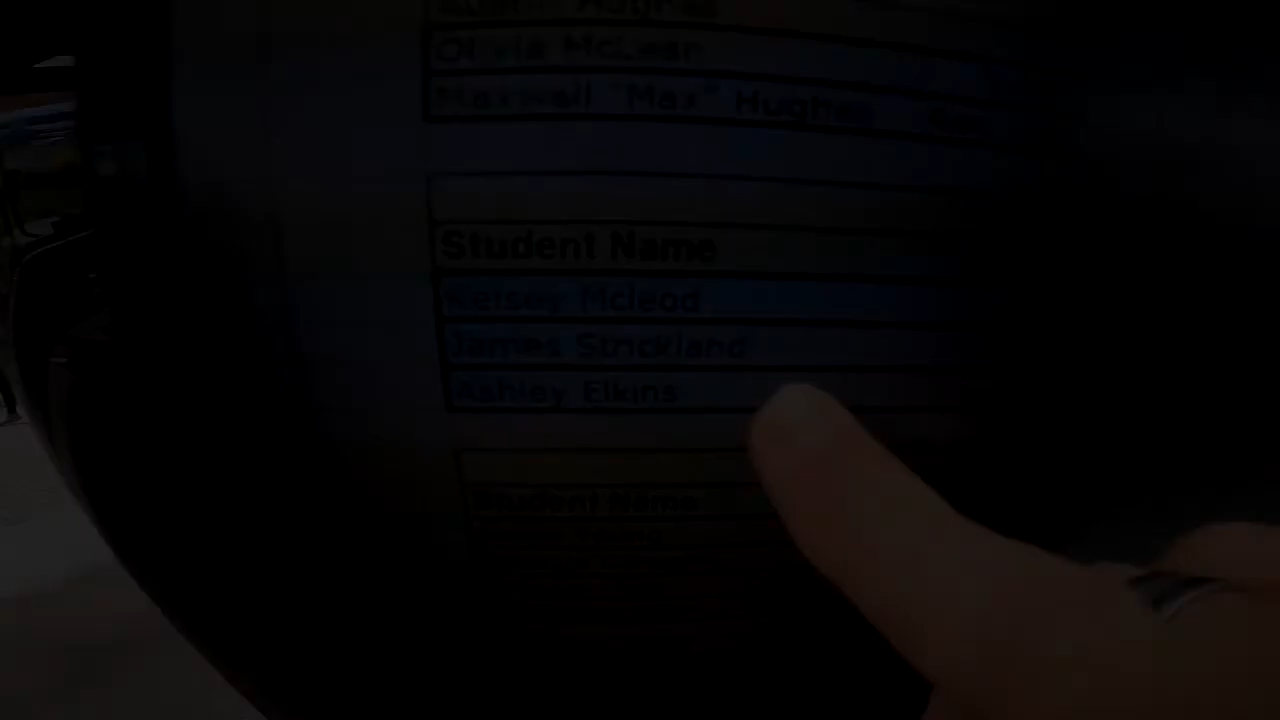 Olivia McLean
Maxwell "Max" Hughes
Student Name
Kelsey Mcleod
James Strickland
Ashley Elkins
Student Name